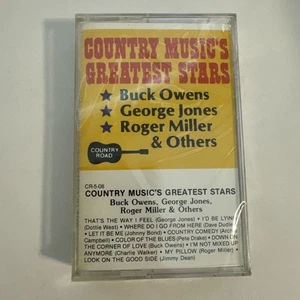 COUNTRY MUSIC'S
GREATEST STARS
★ Buck Owens
★ George Jones
★ Roger Miller
& Others
COUNTRY
ROAD
CR-5-08
COUNTRY MUSIC'S GREATEST STARS
Buck Owens, George Jones,
Roger Miller & Others
THAT'S THE WAY I FEEL (George Jones) • I'D BE LYING
(Dottie West) • WHERE DO I GO FROM HERE (Dave Dudley)
• LET IT BE ME (Johnny Bond) • COUNTRY COMEDY (Archie
Campbell) • COLOR OF THE BLUES (Pete Drake) • DOWN ON
THE CORNER OF LOVE (Buck Owens) • I'M NOT MIXED UP
ANYMORE (Charlie Walker) • MY PILLOW (Roger Miller) •
LOOK ON THE GOOD SIDE (Jimmy Dean)